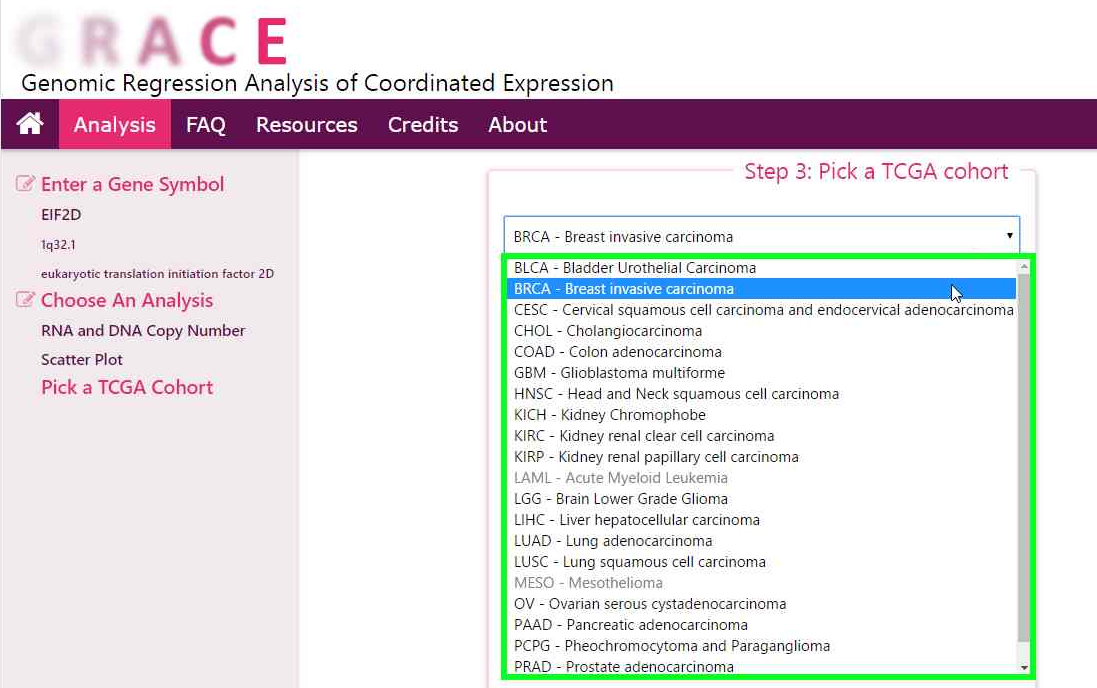 GRACE
Genomic Regression Analysis of Coordinated Expression
Analysis FAQ Resources Credits About
Enter a Gene Symbol
EIF2D
1q32.1
eukaryotic translation initiation factor 2D
Choose An Analysis
RNA and DNA Copy Number
Scatter Plot
Pick a TCGA Cohort
Step 3: Pick a TCGA cohort
BRCA - Breast invasive carcinoma
BLCA - Bladder Urothelial Carcinoma
BRCA - Breast invasive carcinoma
CESC - Cervical squamous cell carcinoma and endocervical adenocarcinoma
CHOL - Cholangiocarcinoma
COAD - Colon adenocarcinoma
GBM - Glioblastoma multiforme
HNSC - Head and Neck squamous cell carcinoma
KICH - Kidney Chromophobe
KIRC - Kidney renal clear cell carcinoma
KIRP - Kidney renal papillary cell carcinoma
LAML - Acute Myeloid Leukemia
LGG - Brain Lower Grade Glioma
LIHC - Liver hepatocellular carcinoma
LUAD - Lung adenocarcinoma
LUSC - Lung squamous cell carcinoma
MESO - Mesothelioma
OV - Ovarian serous cystadenocarcinoma
PAAD - Pancreatic adenocarcinoma
PCPG - Pheochromocytoma and Paraganglioma
PRAD - Prostate adenocarcinoma